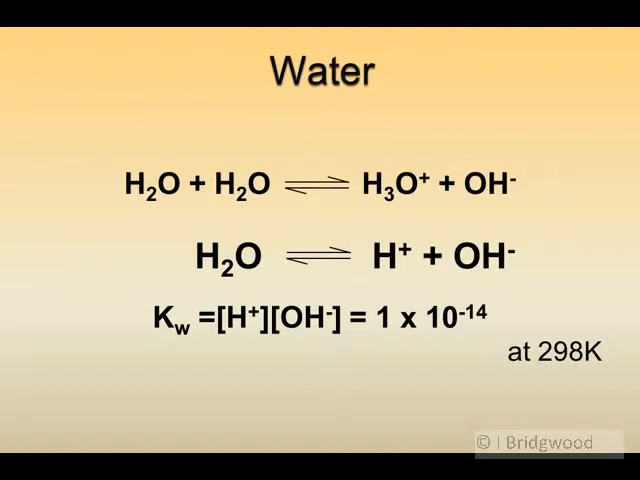 Water
H₂O + H₂O ⇌ H₃O⁺ + OH⁻
H₂O ⇌ H⁺ + OH⁻
Kw =[H⁺][OH⁻] = 1 x 10⁻¹⁴
at 298K
© I Bridgwood